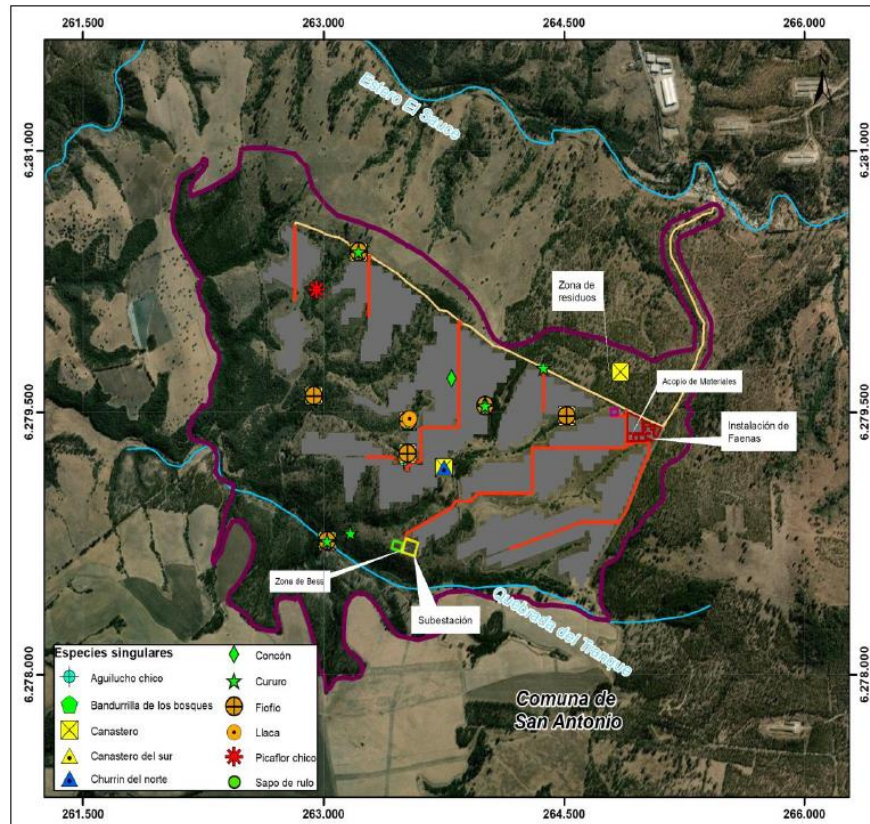 261.500 263.000 264.500 266.000
6.281.000
6.281.000
Estero El Sauce
Zona de
residuos
Acopio de Materiales
6.279.500
6.279.500
Instalación de
Faenas
Zona de Bess
Subestación
Quebrada del Tranque
6.278.000
6.278.000
Comuna de
San Antonio
Especies singulares
Aguilucho chico
Bandurrilla de los bosques
Canastero
Canastero del sur
Churrin del norte
Concón
Cururo
Fiofio
Llaca
Picaflor chico
Sapo de rulo
261.500 263.000 264.500 266.000